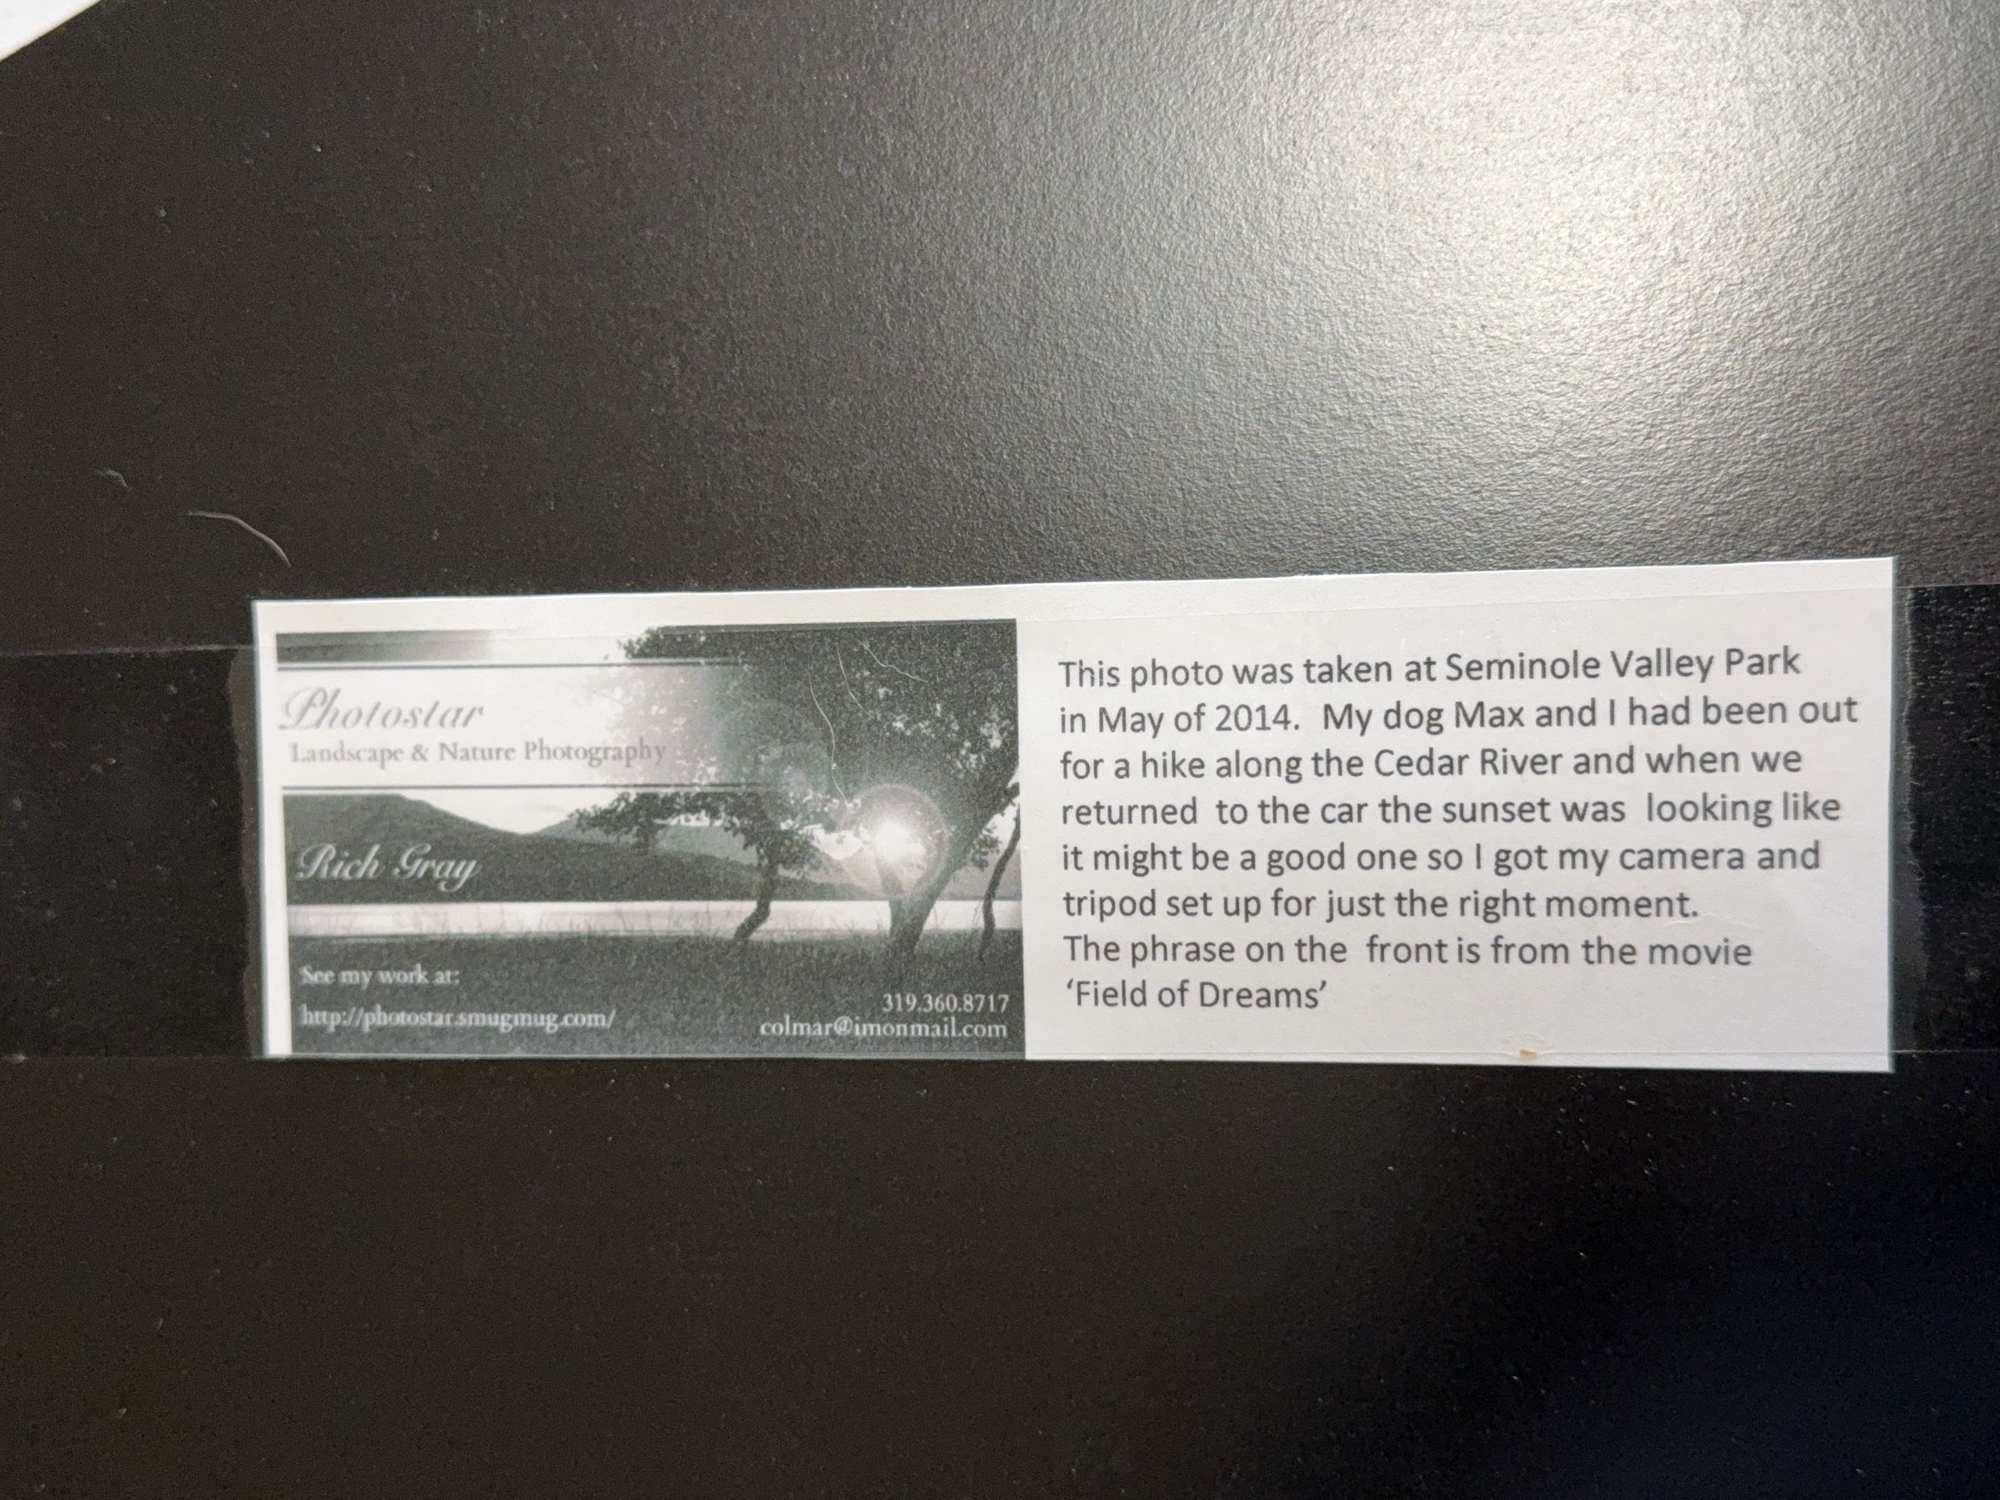 Photostar
Landscape & Nature Photography
Rich Gray
See my work at:
http://photostar.smugmug.com/
319.360.8717
colmar@imonmail.com
This photo was taken at Seminole Valley Park
in May of 2014.  My dog Max and I had been out
for a hike along the Cedar River and when we
returned  to the car the sunset was  looking like
it might be a good one so I got my camera and
tripod set up for just the right moment.
The phrase on the  front is from the movie
‘Field of Dreams’